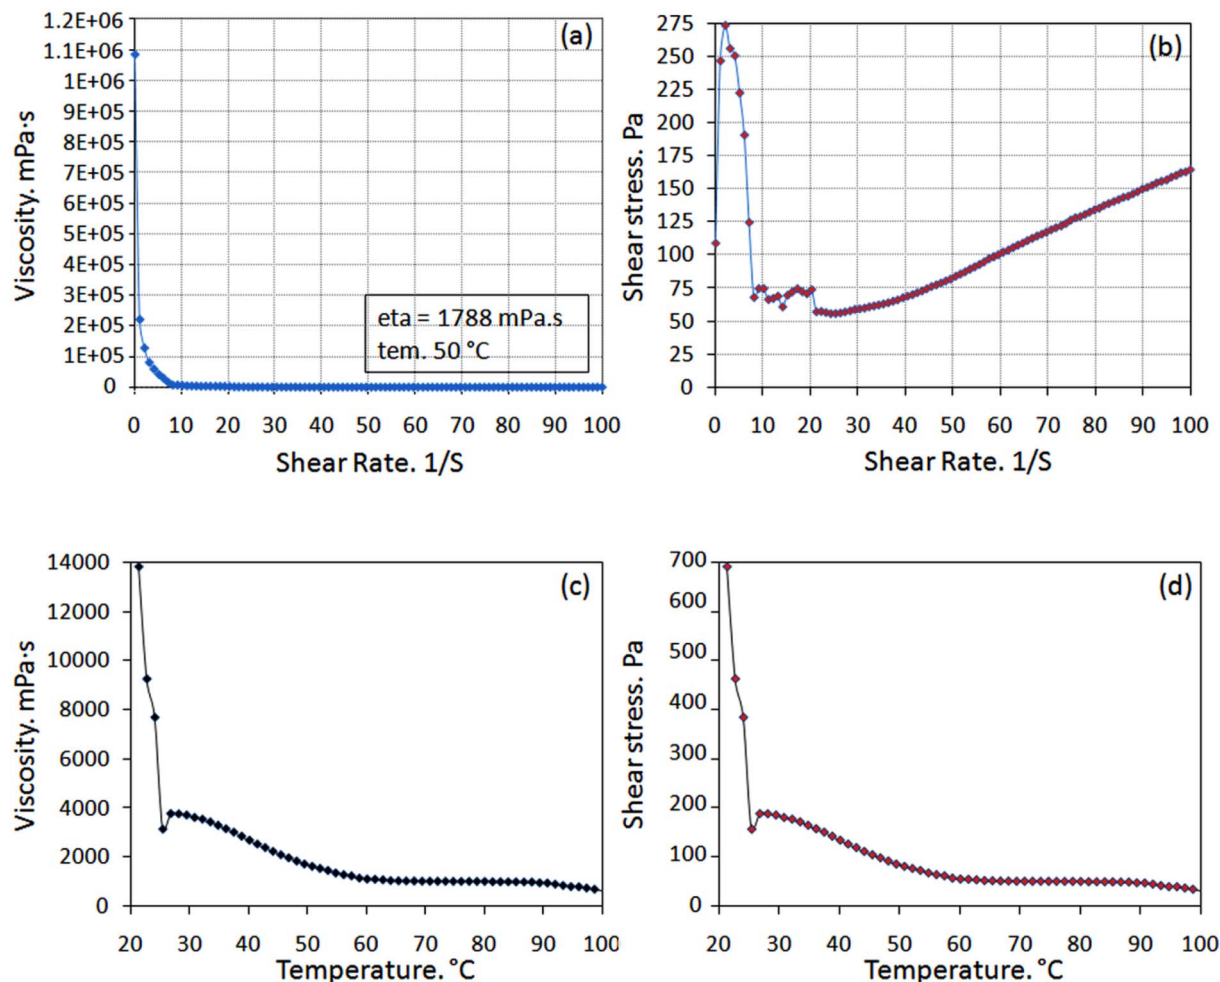 (a)
Viscosity. mPa·s
1.2E+06
1.1E+06
1E+06
9E+05
8E+05
7E+05
6E+05
5E+05
4E+05
3E+05
2E+05
1E+05
0
eta = 1788 mPa.s
tem. 50 °C
0 10 20 30 40 50 60 70 80 90 100
Shear Rate. 1/S
(b)
Shear stress. Pa
275
250
225
200
175
150
125
100
75
50
25
0
0 10 20 30 40 50 60 70 80 90 100
Shear Rate. 1/S
(c)
Viscosity. mPa·s
14000
12000
10000
8000
6000
4000
2000
0
20 30 40 50 60 70 80 90 100
Temperature. °C
(d)
Shear stress. Pa
700
600
500
400
300
200
100
0
20 30 40 50 60 70 80 90 100
Temperature. °C